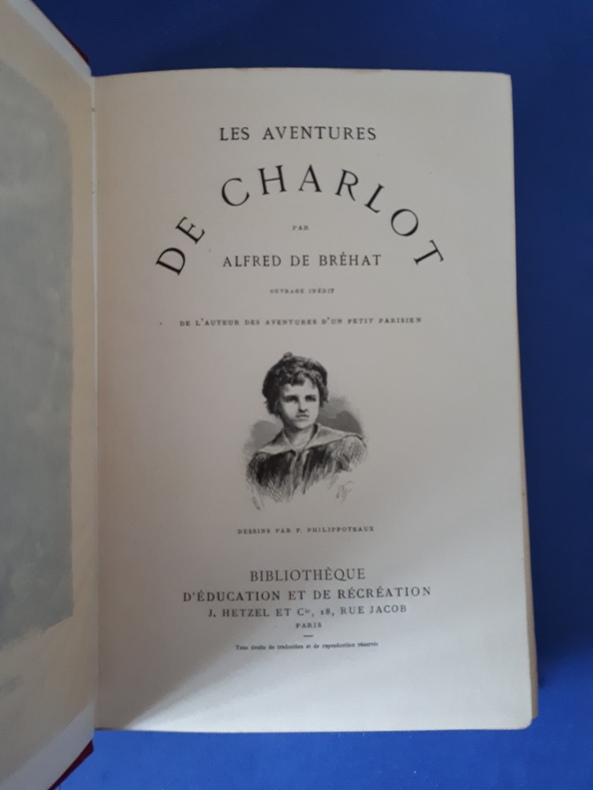 LES AVENTURES
DE CHARLOT
PAR
ALFRED DE BRÉHAT
OUVRAGE INÉDIT
DE L'AUTEUR DES AVENTURES D'UN PETIT PARISIEN
DESSINS PAR P. PHILIPPOTEAUX
BIBLIOTHÈQUE
D'ÉDUCATION ET DE RÉCRÉATION
J. HETZEL ET Cie, 18, RUE JACOB
PARIS
Tous droits de traduction et de reproduction réservés